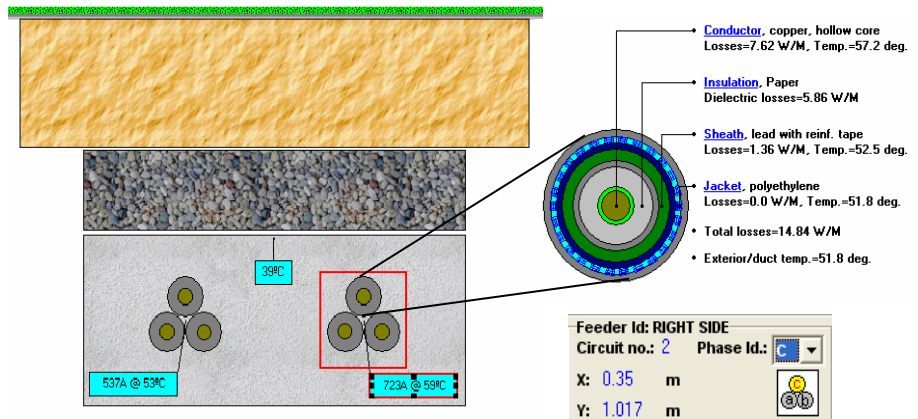 Conductor, copper, hollow core
Losses=7.62 W/M, Temp.=57.2 deg.
Insulation, Paper
Dielectric losses=5.86 W/M
Sheath, lead with reinf. tape
Losses=1.36 W/M, Temp.=52.5 deg.
Jacket, polyethylene
Losses=0.0 W/M, Temp.=51.8 deg.
Total losses=14.84 W/M
Exterior/duct temp.=51.8 deg.
39ºC
537A @ 53ºC
723A @ 59ºC
Feeder Id: RIGHT SIDE
Circuit no.: 2 Phase Id.: C
X: 0.35 m
Y: 1.017 m
c
a b